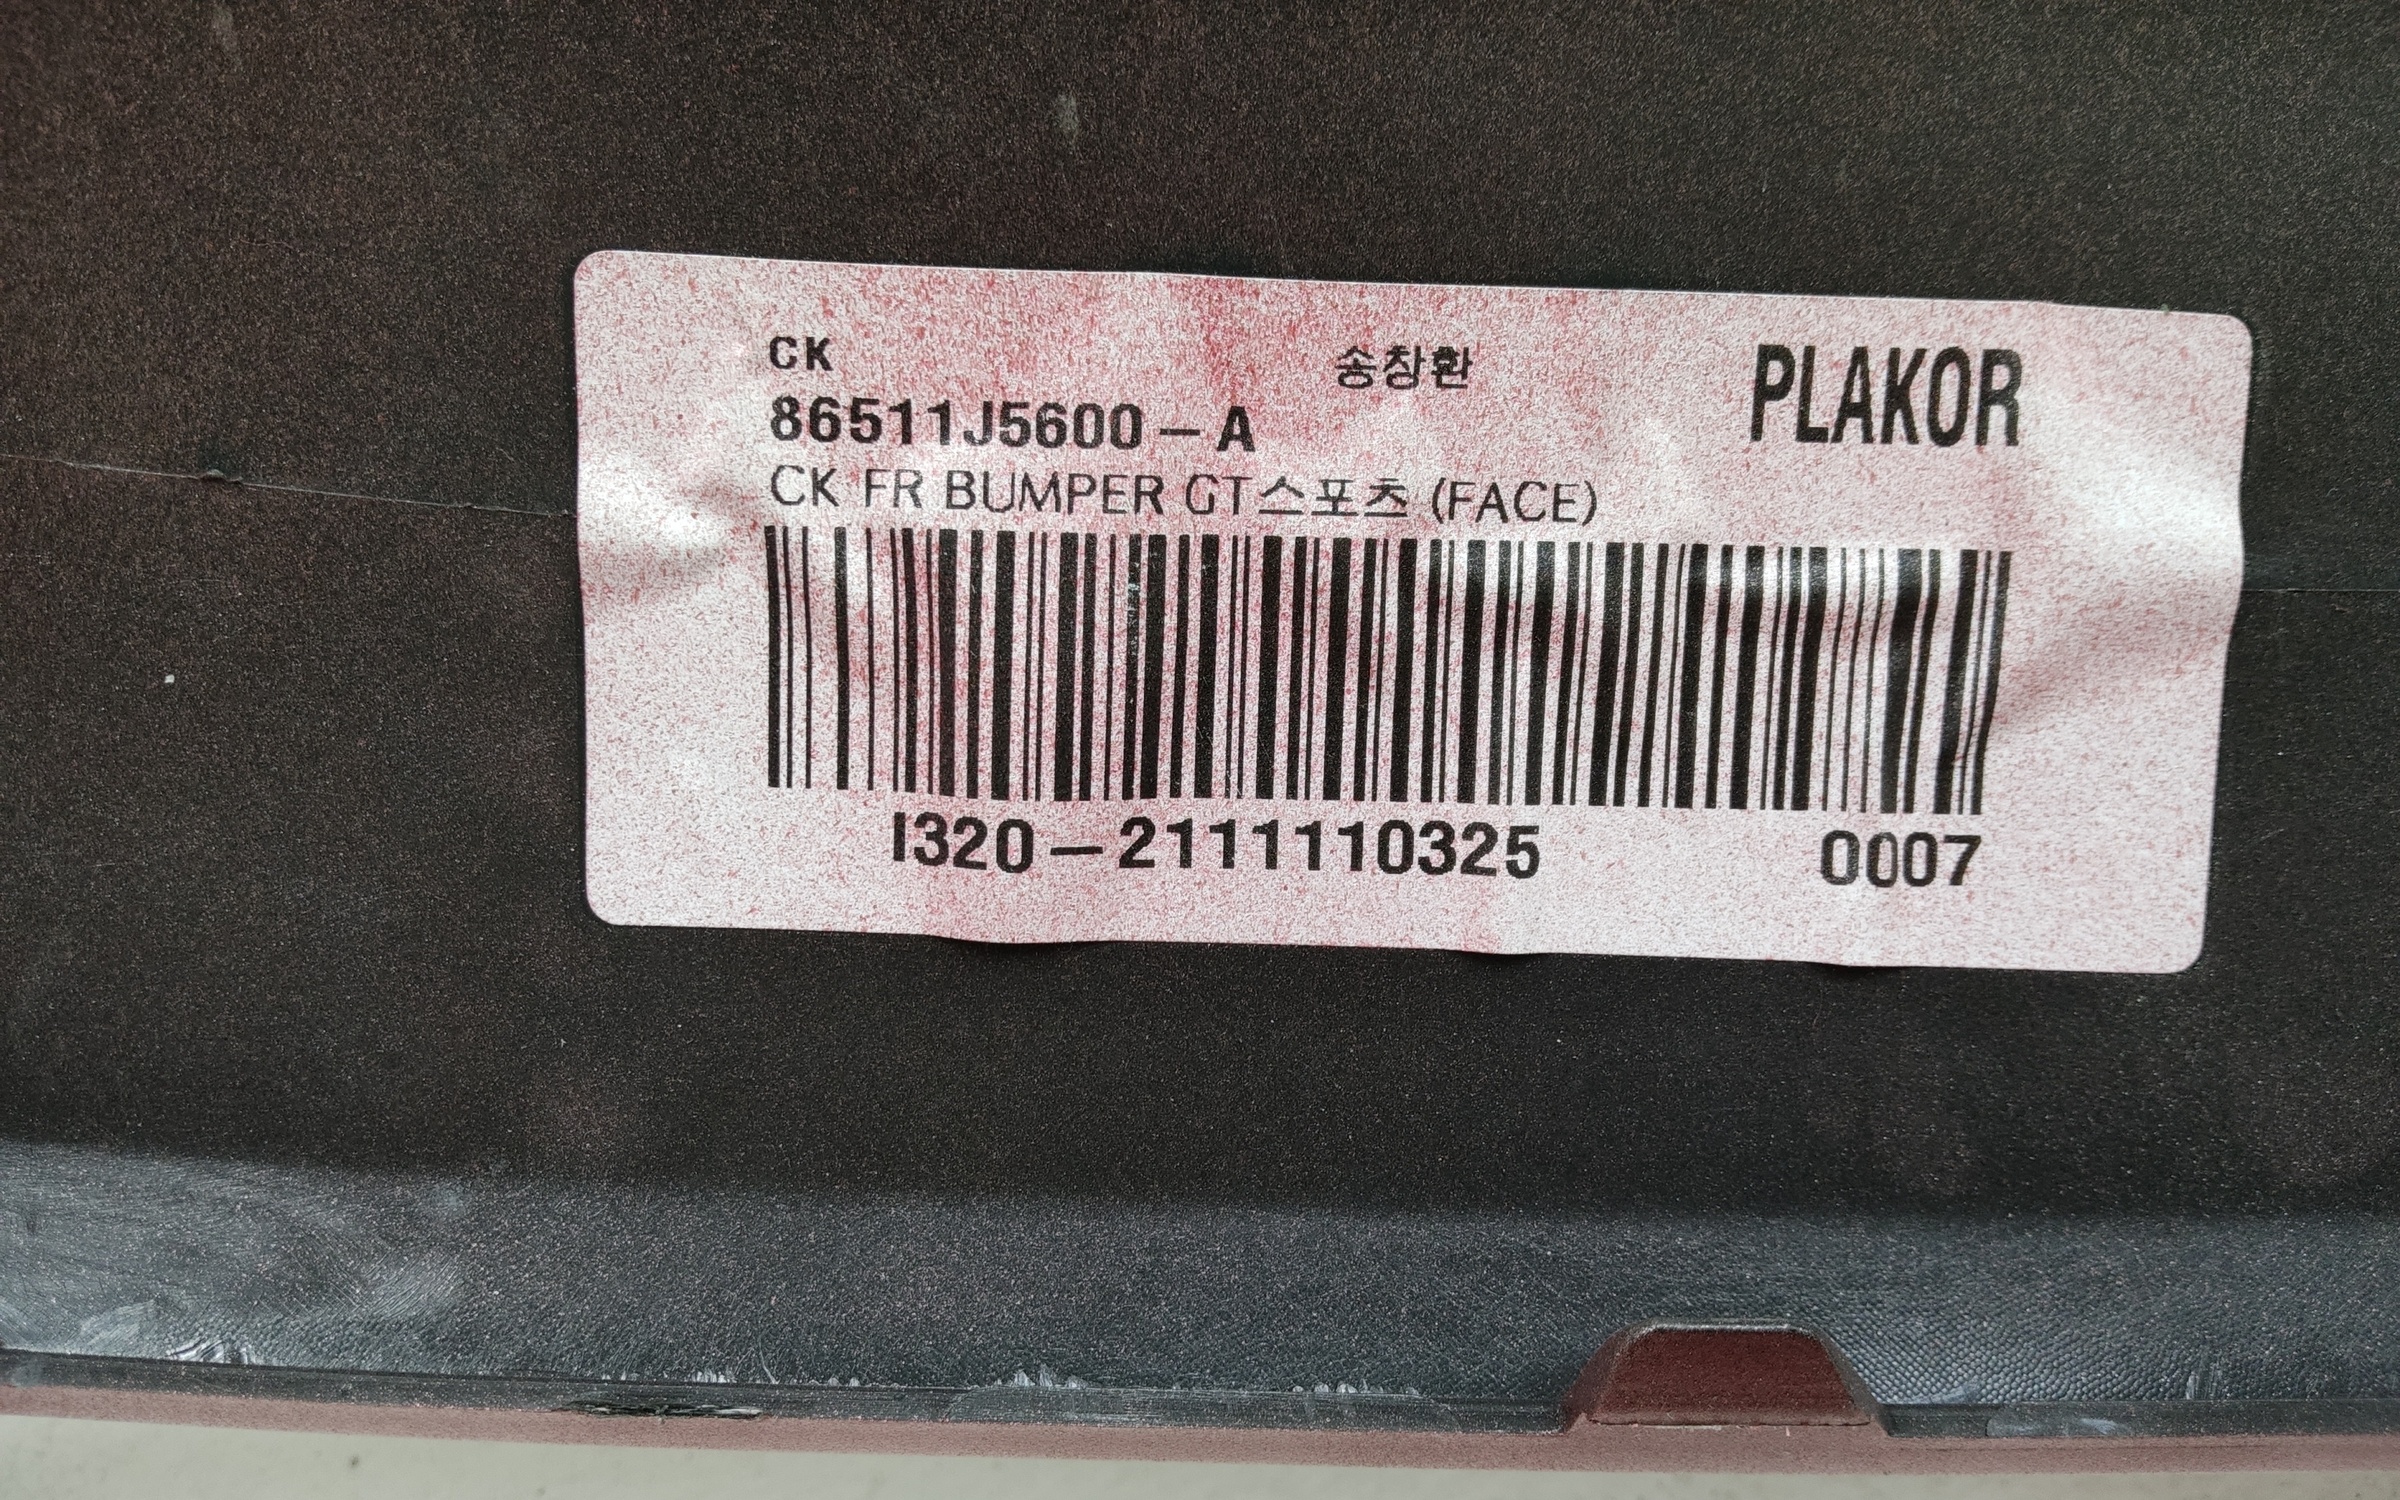 CK 송창환 PLAKOR
86511J5600-A
CK FR BUMPER GT스포츠 (FACE)
I320-2111110325 0007